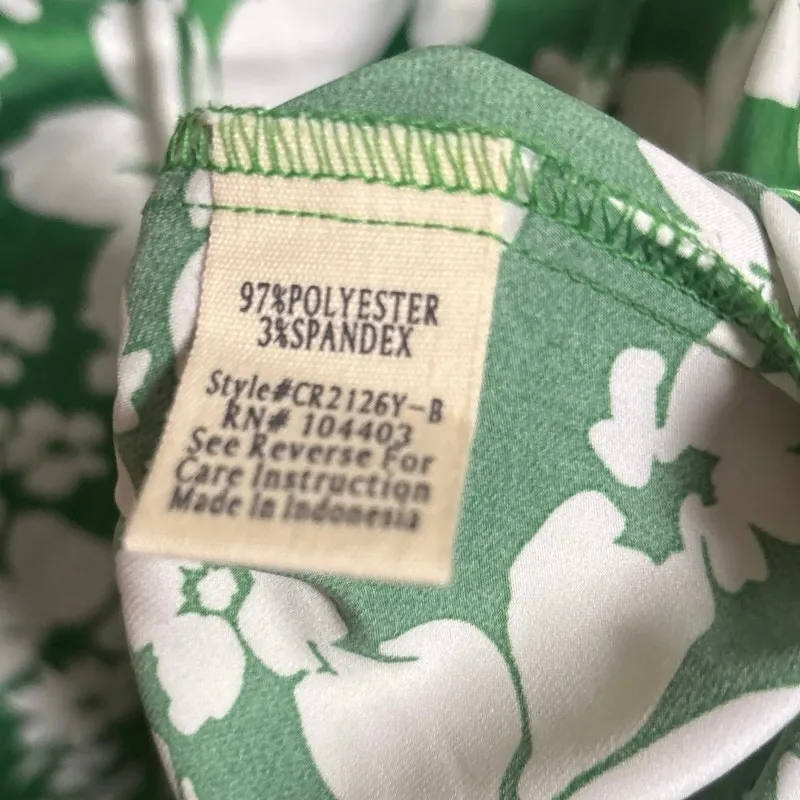 97%POLYESTER
3%SPANDEX
Style#CR2126Y-B
RN# 104403
See Reverse For
Care Instruction
Made In Indonesia